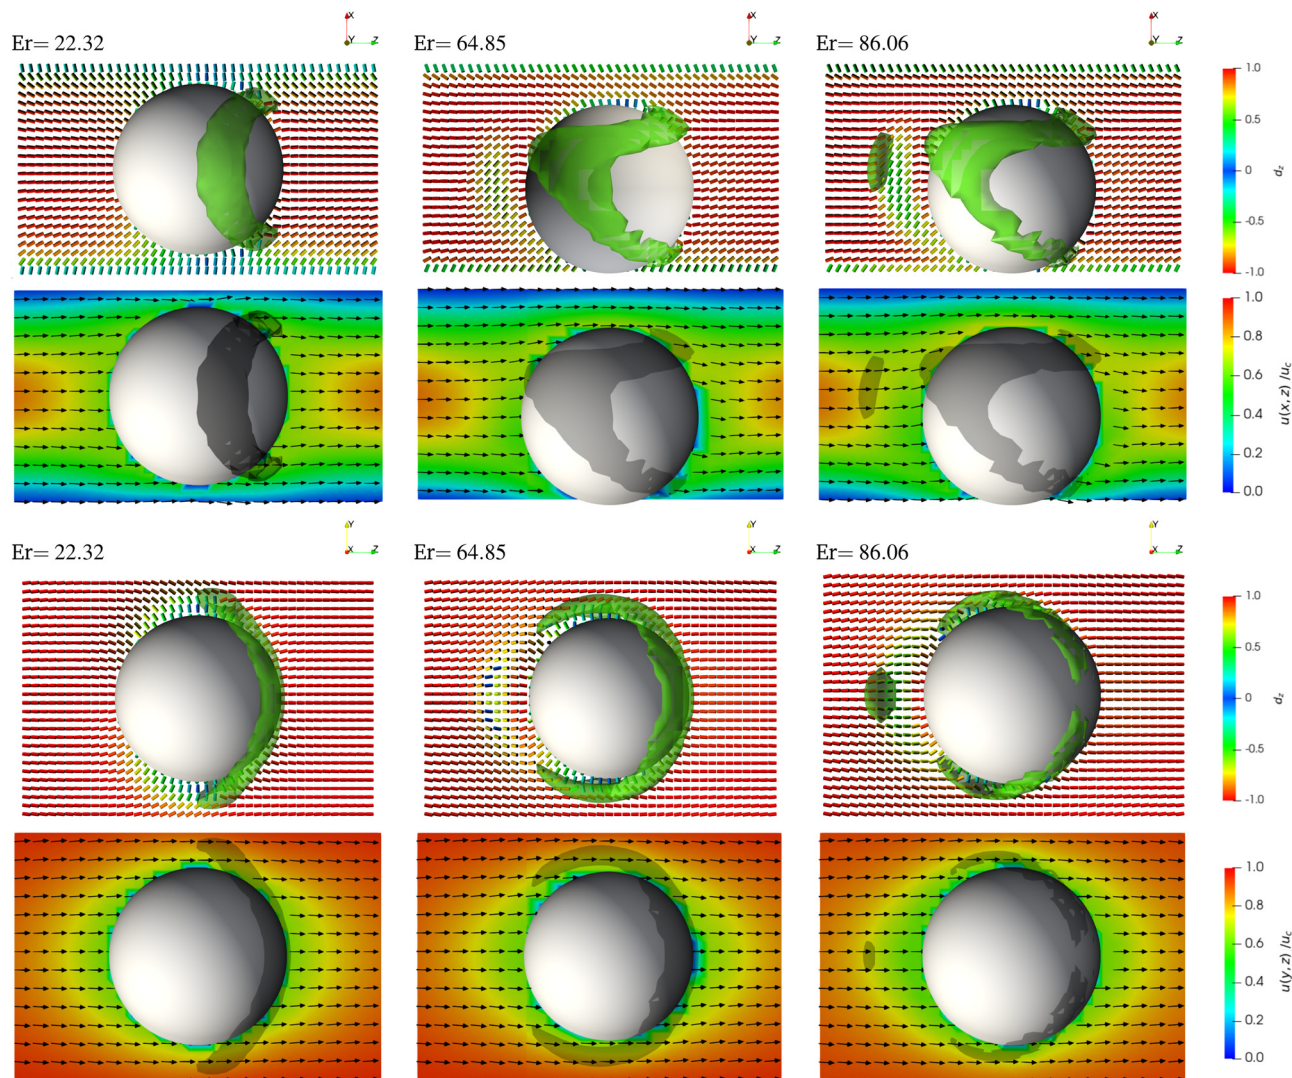 Er= 22.32
X
Y Z
Er= 64.85
X
Y Z
Er= 86.06
X
Y Z
1.0
0.5
0
-0.5
-1.0
d_z
1.0
0.8
0.6
0.4
0.2
0.0
u(x, z) /u_c
Er= 22.32
Y
X Z
Er= 64.85
Y
X Z
Er= 86.06
Y
X Z
1.0
0.5
0
-0.5
-1.0
d_z
1.0
0.8
0.6
0.4
0.2
0.0
u(y, z) /u_c